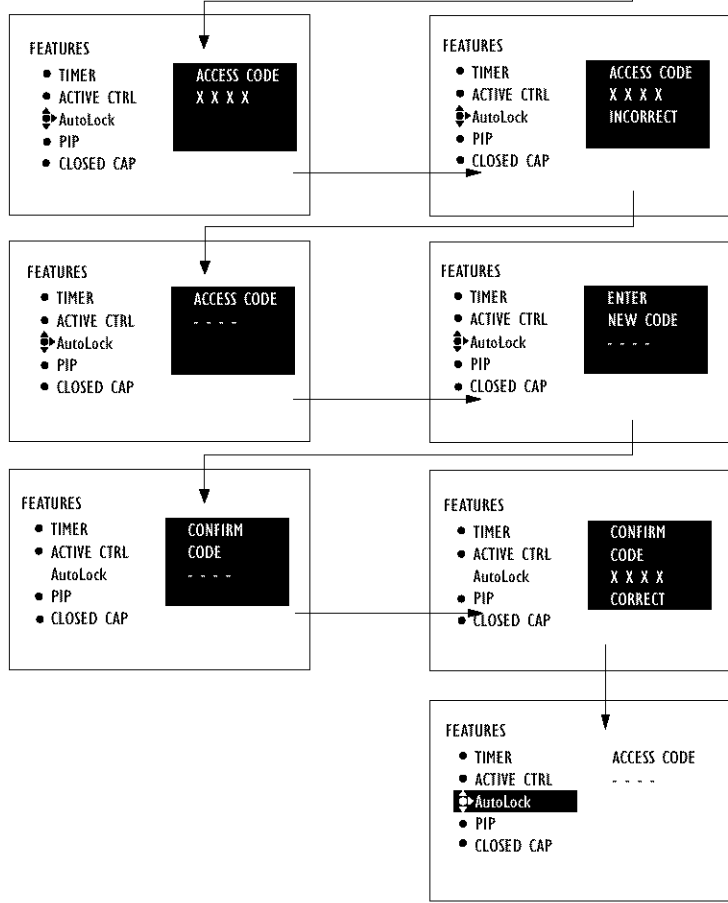 FEATURES
TIMER
ACTIVE CTRL
AutoLock
PIP
CLOSED CAP
ACCESS CODE
X X X X
FEATURES
TIMER
ACTIVE CTRL
AutoLock
PIP
CLOSED CAP
ACCESS CODE
X X X X
INCORRECT
FEATURES
TIMER
ACTIVE CTRL
AutoLock
PIP
CLOSED CAP
ACCESS CODE
- - - -
FEATURES
TIMER
ACTIVE CTRL
AutoLock
PIP
CLOSED CAP
ENTER
NEW CODE
- - - -
FEATURES
TIMER
ACTIVE CTRL
AutoLock
PIP
CLOSED CAP
CONFIRM
CODE
- - - -
FEATURES
TIMER
ACTIVE CTRL
AutoLock
PIP
CLOSED CAP
CONFIRM
CODE
X X X X
CORRECT
FEATURES
TIMER
ACTIVE CTRL
AutoLock
PIP
CLOSED CAP
ACCESS CODE
- - - -